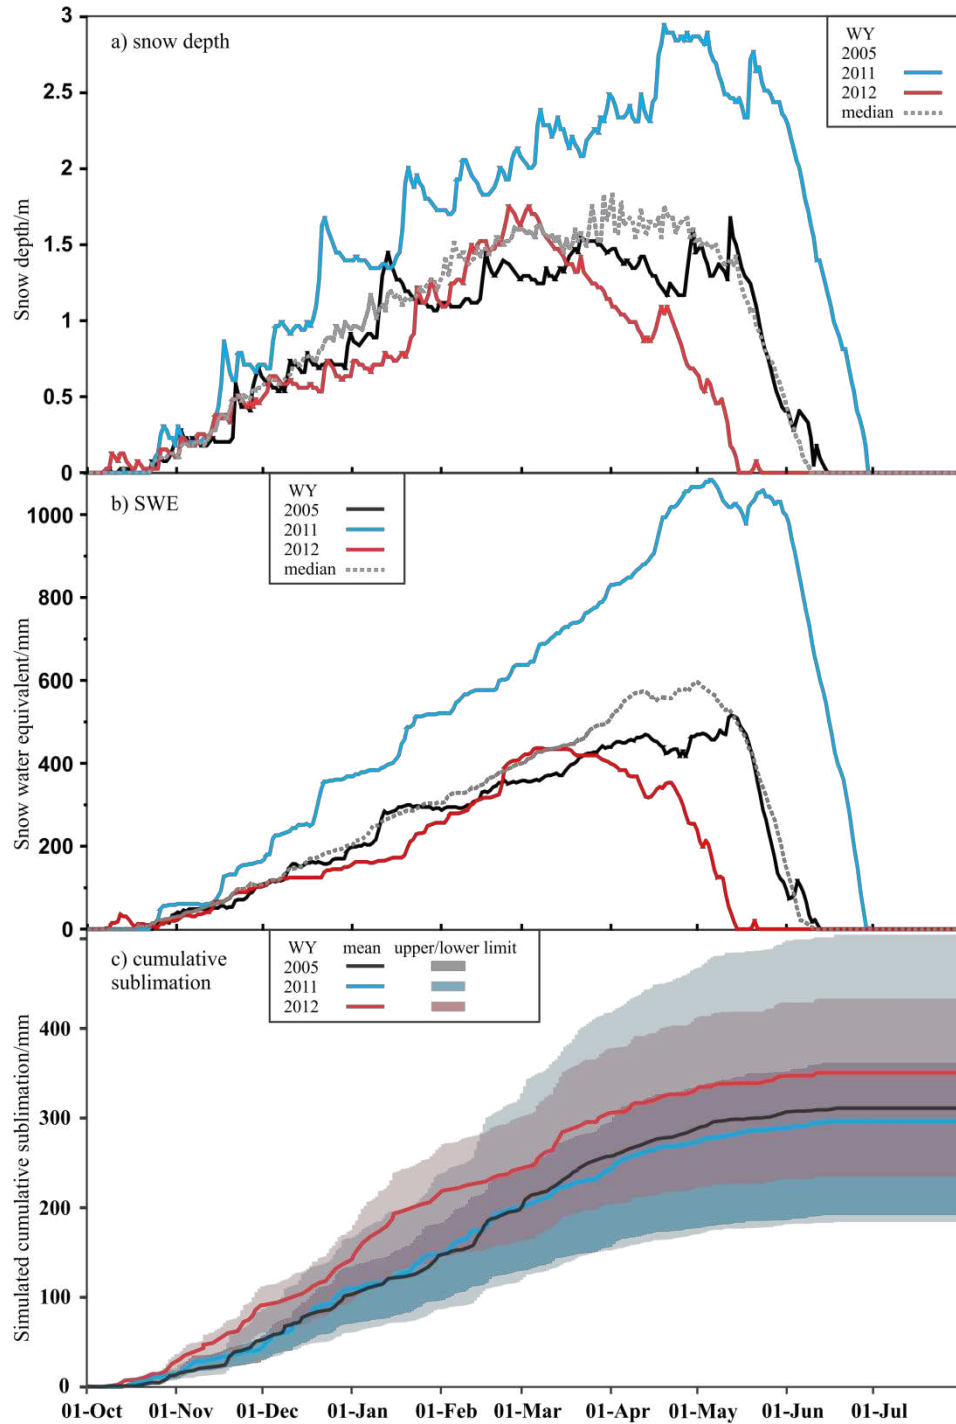 a) snow depth
WY
2005
2011
2012
median
Snow depth/m
3
2.5
2
1.5
1
0.5
0
b) SWE
WY
2005
2011
2012
median
Snow water equivalent/mm
1000
800
600
400
200
0
c) cumulative
sublimation
WY mean upper/lower limit
2005
2011
2012
Simulated cumulative sublimation/mm
400
300
200
100
0
01-Oct 01-Nov 01-Dec 01-Jan 01-Feb 01-Mar 01-Apr 01-May 01-Jun 01-Jul